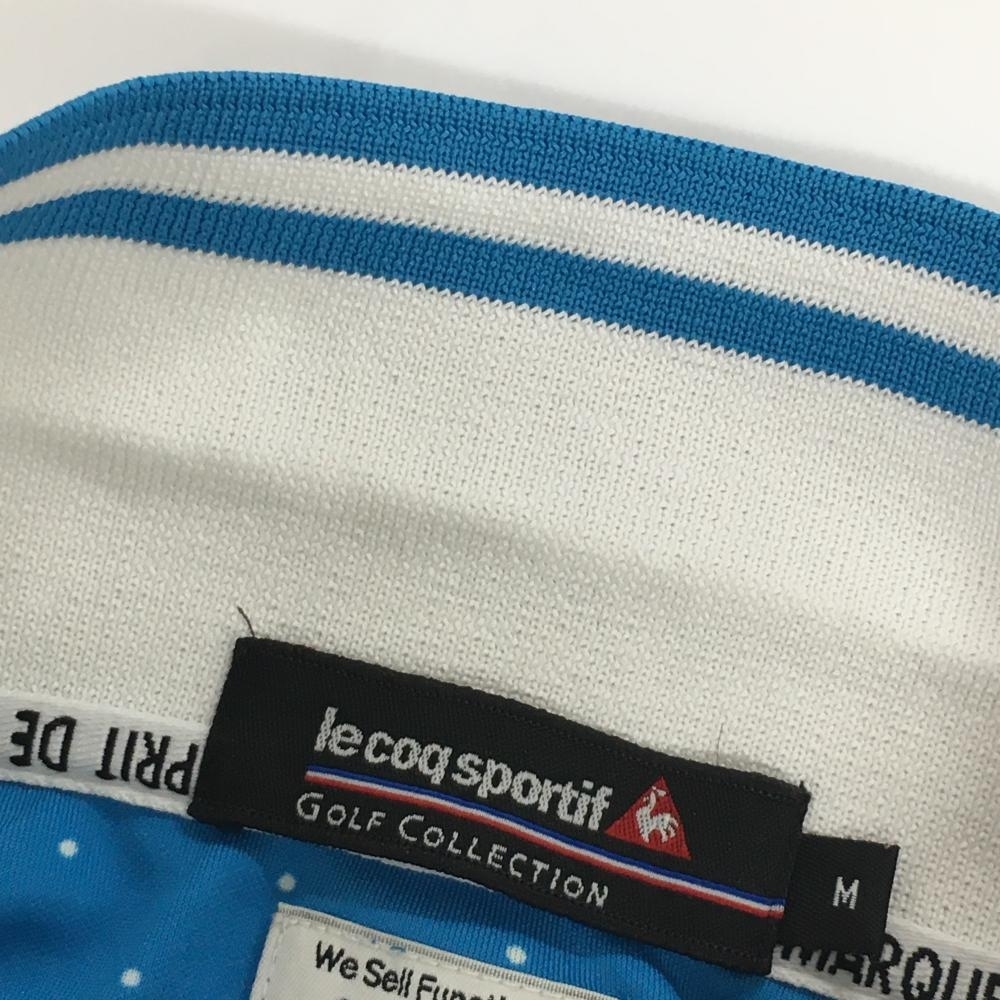 PRIT DE
le coq sportif
GOLF COLLECTION
M
We Sell